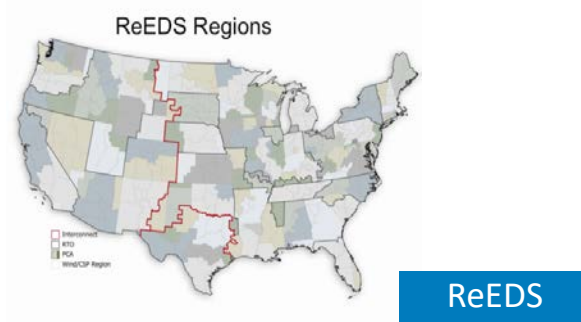 ReEDS Regions
Interconnect
RTO
PCA
Wind/CSP Region
ReEDS